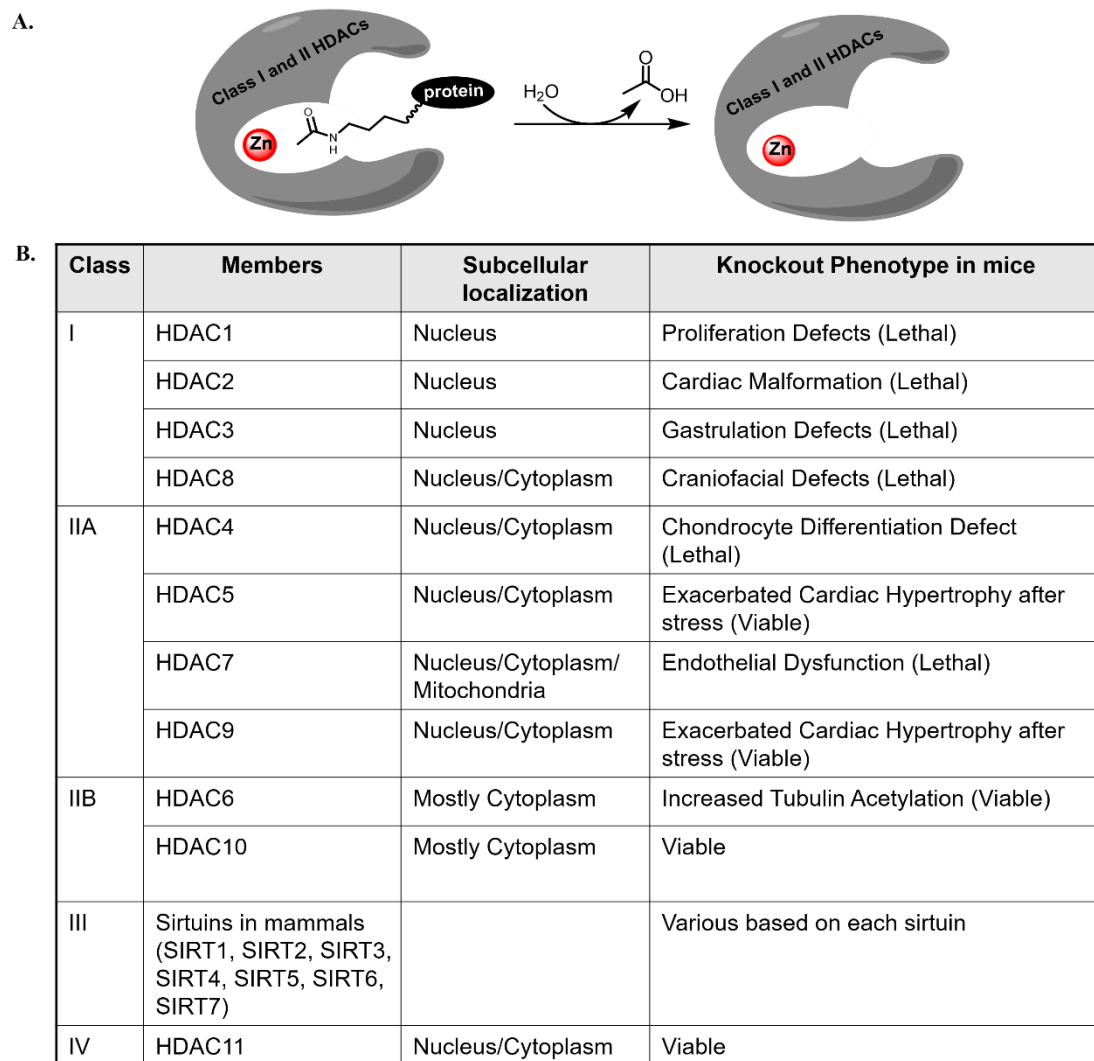 A.
Class I and II HDACs
Zn
O
N
H
protein
H₂O
O
OH
Class I and II HDACs
Zn
B.
Class Members Subcellular localization Knockout Phenotype in mice
I HDAC1 Nucleus Proliferation Defects (Lethal)
HDAC2 Nucleus Cardiac Malformation (Lethal)
HDAC3 Nucleus Gastrulation Defects (Lethal)
HDAC8 Nucleus/Cytoplasm Craniofacial Defects (Lethal)
IIA HDAC4 Nucleus/Cytoplasm Chondrocyte Differentiation Defect
(Lethal)
HDAC5 Nucleus/Cytoplasm Exacerbated Cardiac Hypertrophy after
stress (Viable)
HDAC7 Nucleus/Cytoplasm/ Endothelial Dysfunction (Lethal)
Mitochondria
HDAC9 Nucleus/Cytoplasm Exacerbated Cardiac Hypertrophy after
stress (Viable)
IIB HDAC6 Mostly Cytoplasm Increased Tubulin Acetylation (Viable)
HDAC10 Mostly Cytoplasm Viable
III Sirtuins in mammals Various based on each sirtuin
(SIRT1, SIRT2, SIRT3,
SIRT4, SIRT5, SIRT6,
SIRT7)
IV HDAC11 Nucleus/Cytoplasm Viable